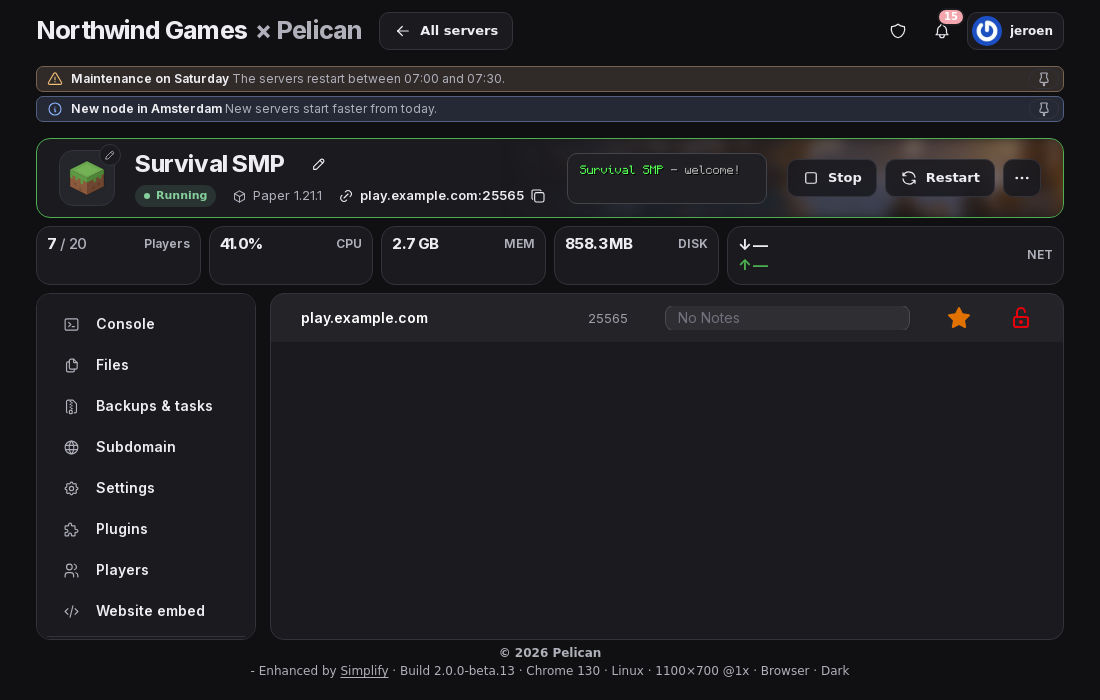 Northwind Games × Pelican
All servers
15
jeroen
Maintenance on Saturday The servers restart between 07:00 and 07:30.
New node in Amsterdam New servers start faster from today.
Survival SMP
Running
Paper 1.21.1
play.example.com:25565
Survival SMP – welcome!
Stop
Restart
7 / 20 Players
41.0% CPU
2.7 GB MEM
858.3 MB DISK
↓— NET
↑—
Console
Files
Backups & tasks
Subdomain
Settings
Plugins
Players
Website embed
play.example.com 25565 No Notes
© 2026 Pelican
- Enhanced by Simplify · Build 2.0.0-beta.13 · Chrome 130 · Linux · 1100×700 @1x · Browser · Dark